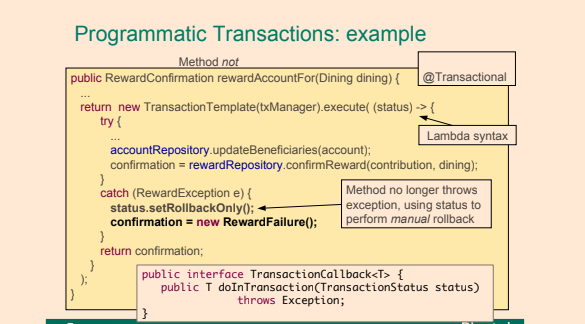 Programmatic Transactions: example
Method not
@Transactional
public RewardConfirmation rewardAccountFor(Dining dining) {
...
return new TransactionTemplate(txManager).execute( (status) -> {
Lambda syntax
try {
...
accountRepository.updateBeneficiaries(account);
confirmation = rewardRepository.confirmReward(contribution, dining);
}
catch (RewardException e) {
status.setRollbackOnly();
confirmation = new RewardFailure();
Method no longer throws
exception, using status to
perform manual rollback
}
return confirmation;
}
);
}
public interface TransactionCallback<T> {
public T doInTransaction(TransactionStatus status)
throws Exception;
}